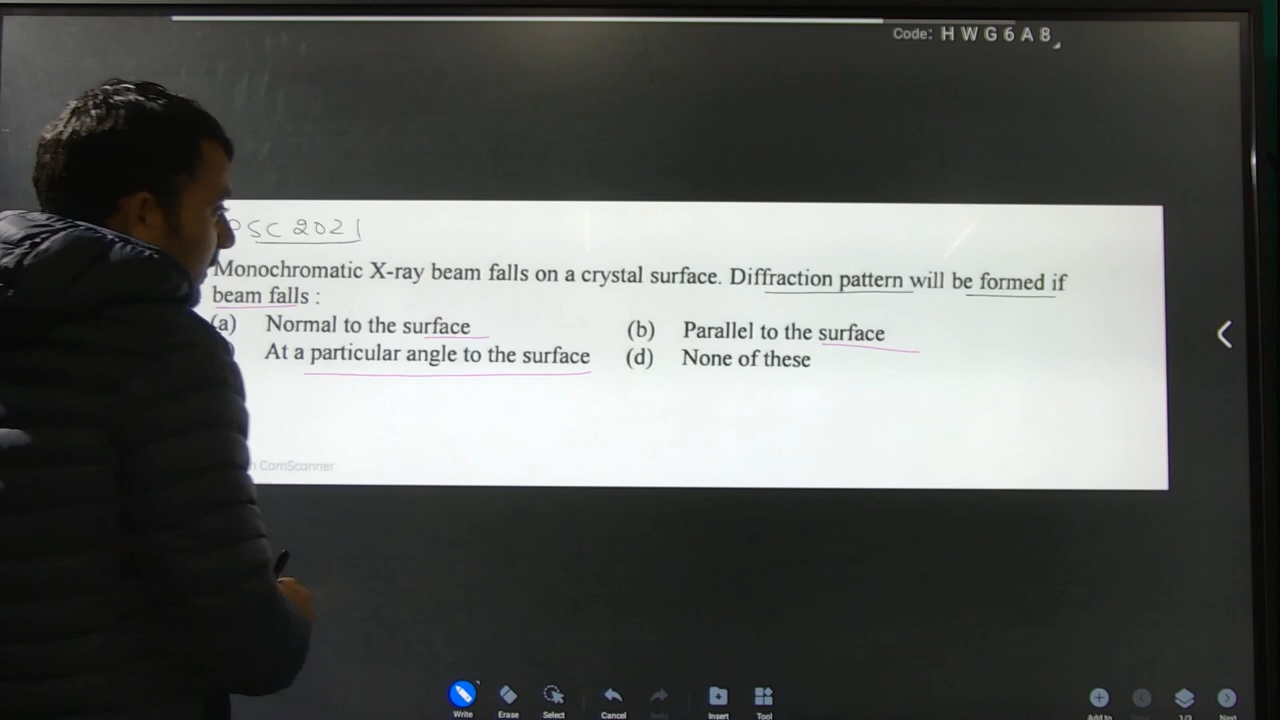 Code: HWG6A8
PSC 2021
Monochromatic X-ray beam falls on a crystal surface. Diffraction pattern will be formed if
beam falls :
(a) Normal to the surface (b) Parallel to the surface
At a particular angle to the surface (d) None of these
CamScanner
Write Erase Select Cancel Insert Tool